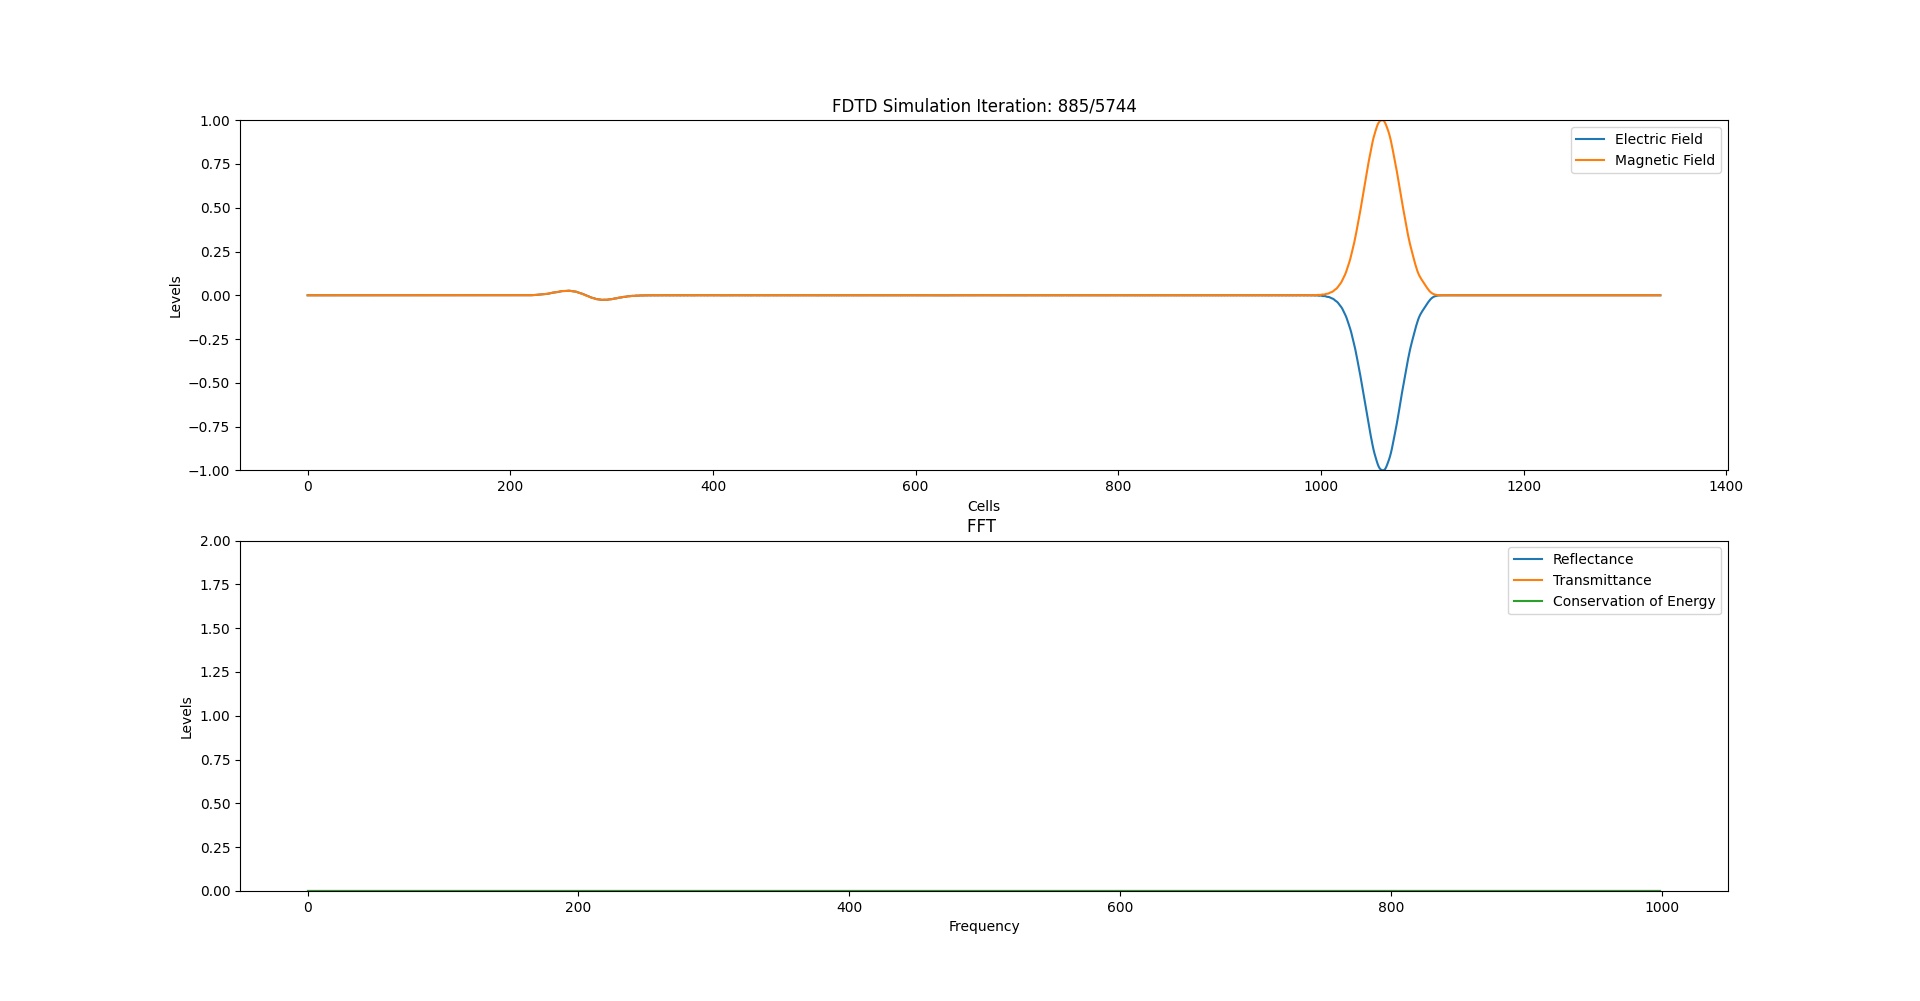 FDTD Simulation Iteration: 885/5744
1.00
0.75
0.50
0.25
0.00
−0.25
−0.50
−0.75
−1.00
Levels
Electric Field
Magnetic Field
0 200 400 600 800 1000 1200 1400
Cells
FFT
2.00
1.75
1.50
1.25
1.00
0.75
0.50
0.25
0.00
Levels
Reflectance
Transmittance
Conservation of Energy
0 200 400 600 800 1000
Frequency